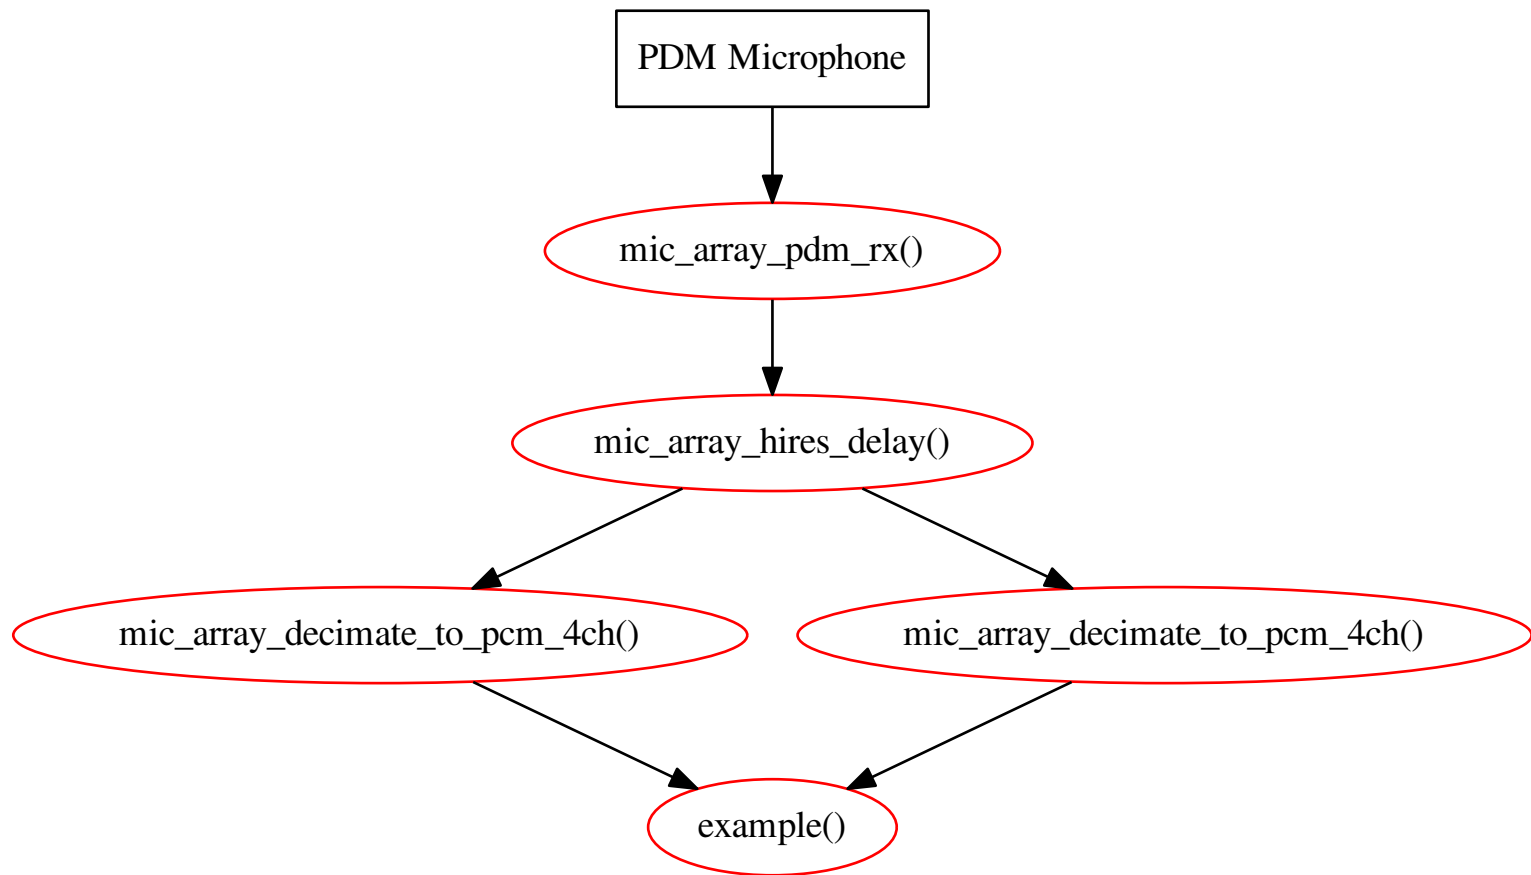 PDM Microphone
mic_array_pdm_rx()
mic_array_hires_delay()
mic_array_decimate_to_pcm_4ch()
mic_array_decimate_to_pcm_4ch()
example()